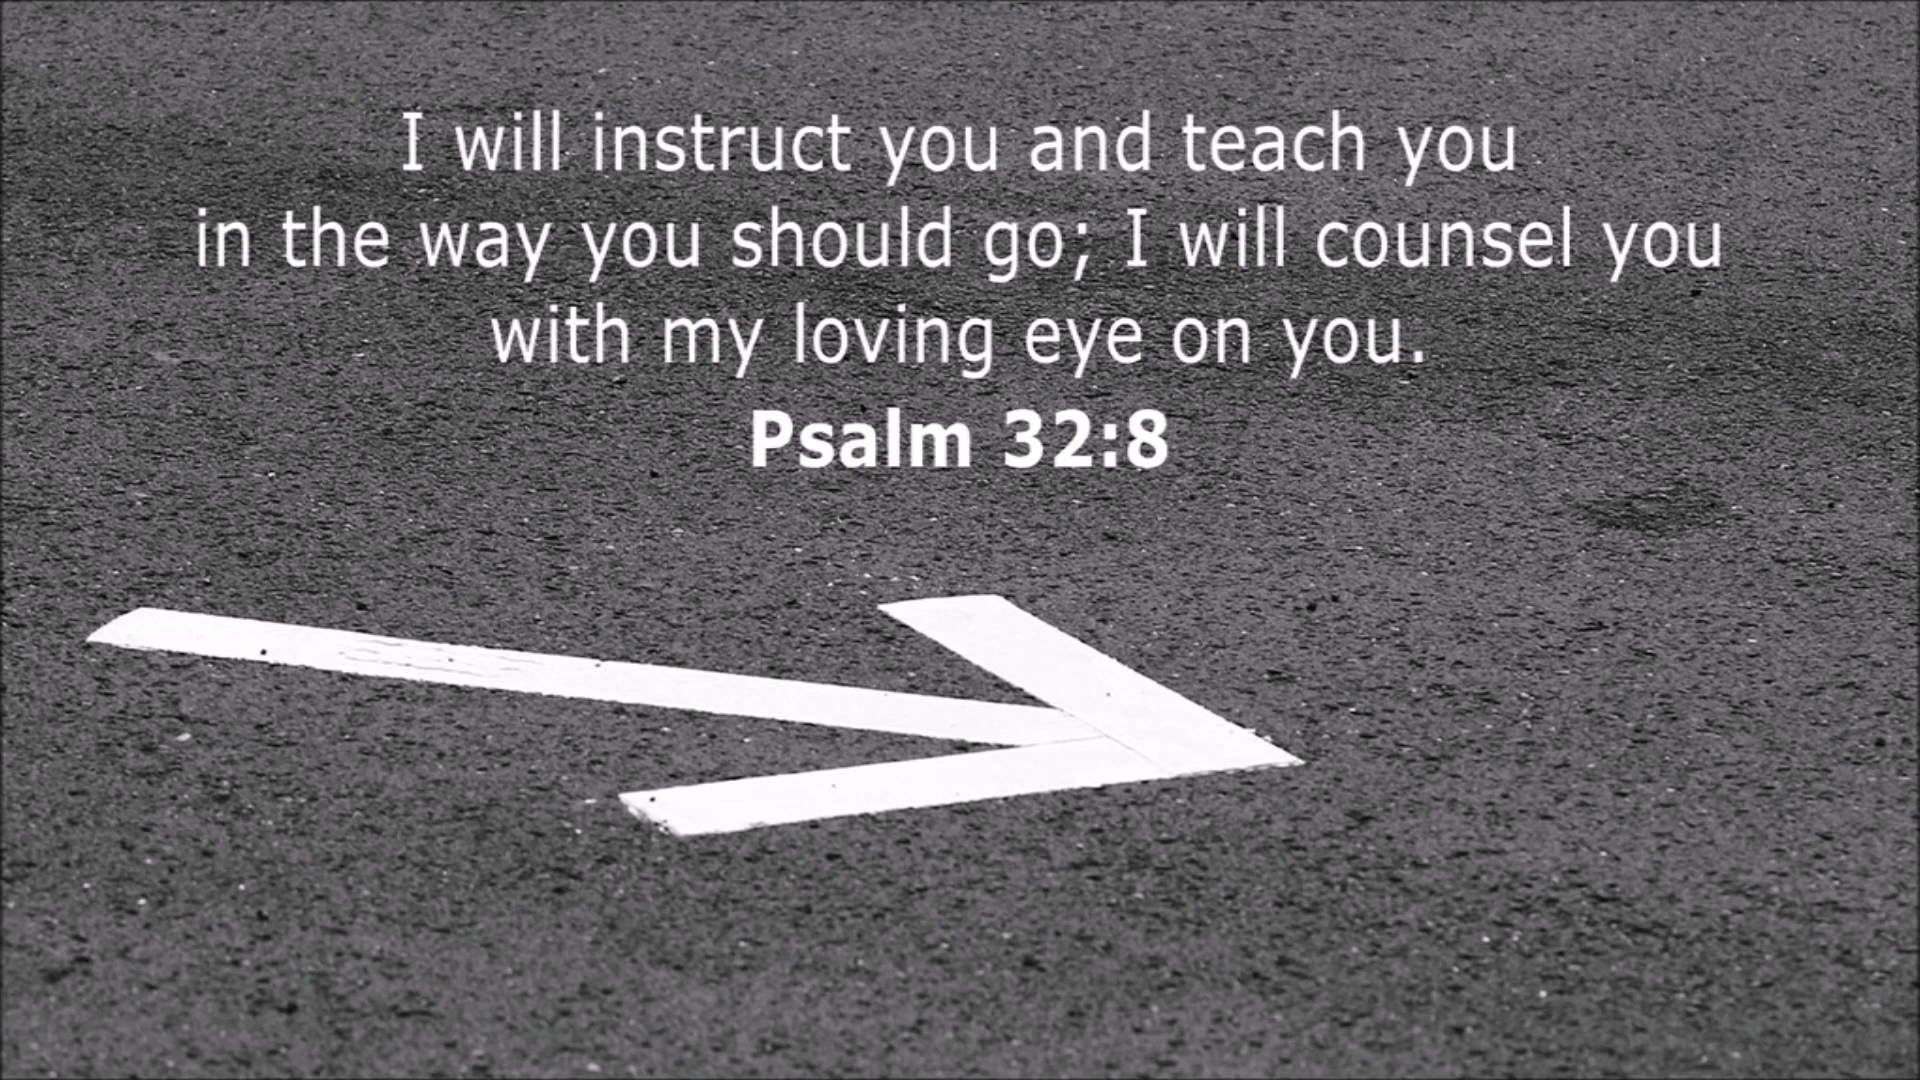 I will instruct you and teach you
in the way you should go; I will counsel you
with my loving eye on you.
Psalm 32:8